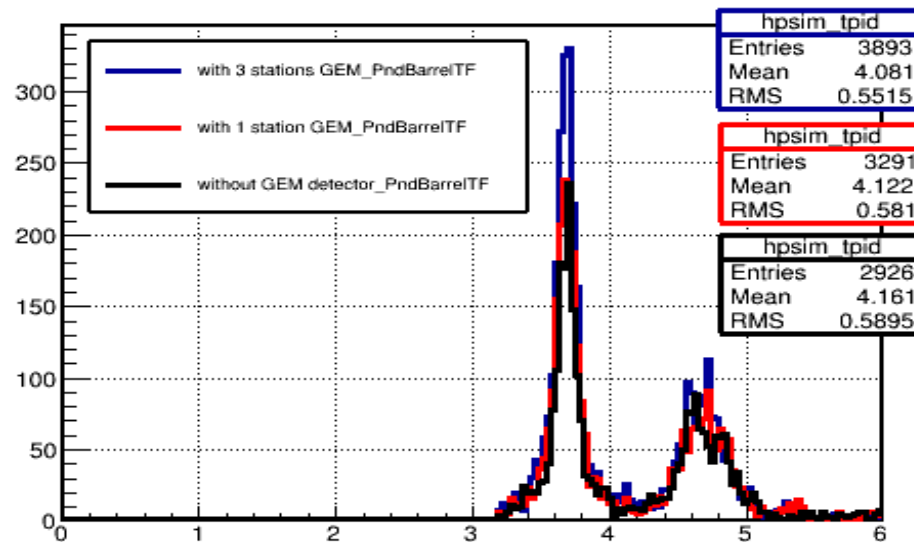 with 3 stations GEM_PndBarrelTF
with 1 station GEM_PndBarrelTF
without GEM detector_PndBarrelTF
hpsim_tpid
Entries 3893
Mean 4.081
RMS 0.5515
hpsim_tpid
Entries 3291
Mean 4.122
RMS 0.581
hpsim_tpid
Entries 2926
Mean 4.161
RMS 0.5895
300
250
200
150
100
50
0
0 1 2 3 4 5 6